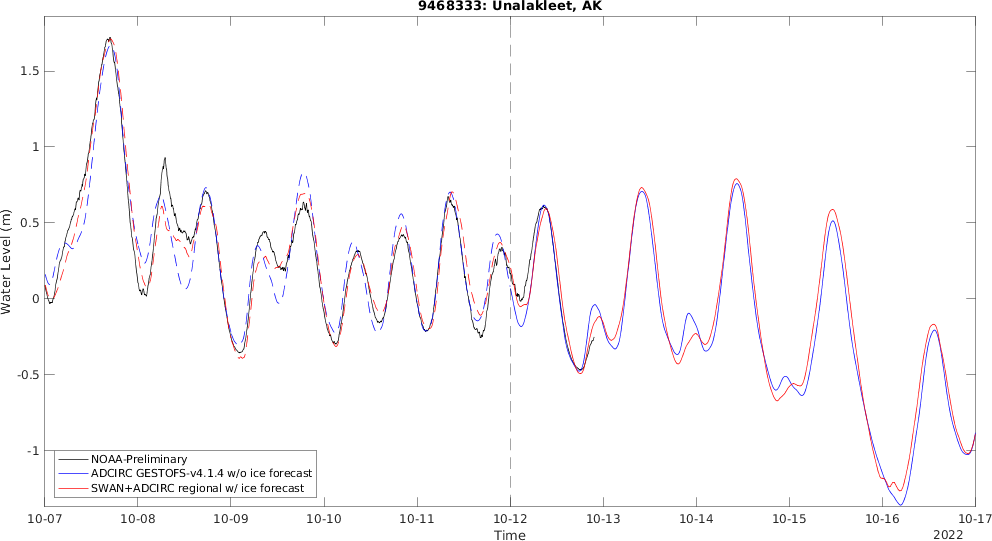 9468333: Unalakleet, AK
Water Level (m)
1.5
1
0.5
0
-0.5
-1
NOAA-Preliminary
ADCIRC GESTOFS-v4.1.4 w/o ice forecast
SWAN+ADCIRC regional w/ ice forecast
10-07 10-08 10-09 10-10 10-11 10-12 10-13 10-14 10-15 10-16 10-17
Time
2022